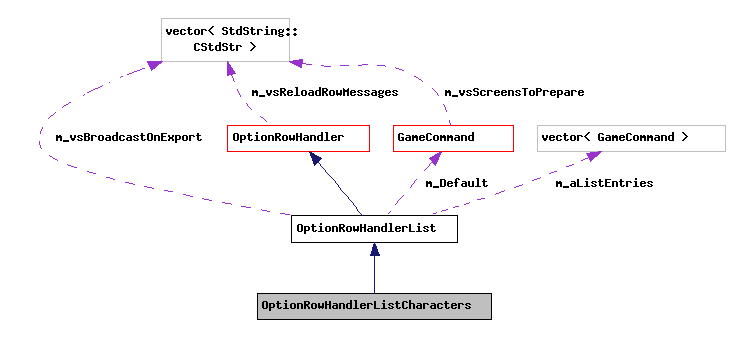 vector< StdString::
CStdStr >
m_vsReloadRowMessages
m_vsScreensToPrepare
m_vsBroadcastOnExport
OptionRowHandler
GameCommand
vector< GameCommand >
m_Default
m_aListEntries
OptionRowHandlerList
OptionRowHandlerListCharacters